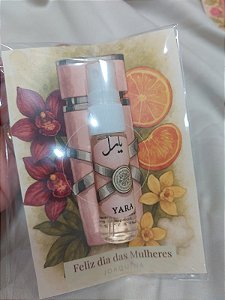 يارا
YARA
Feliz dia das Mulheres